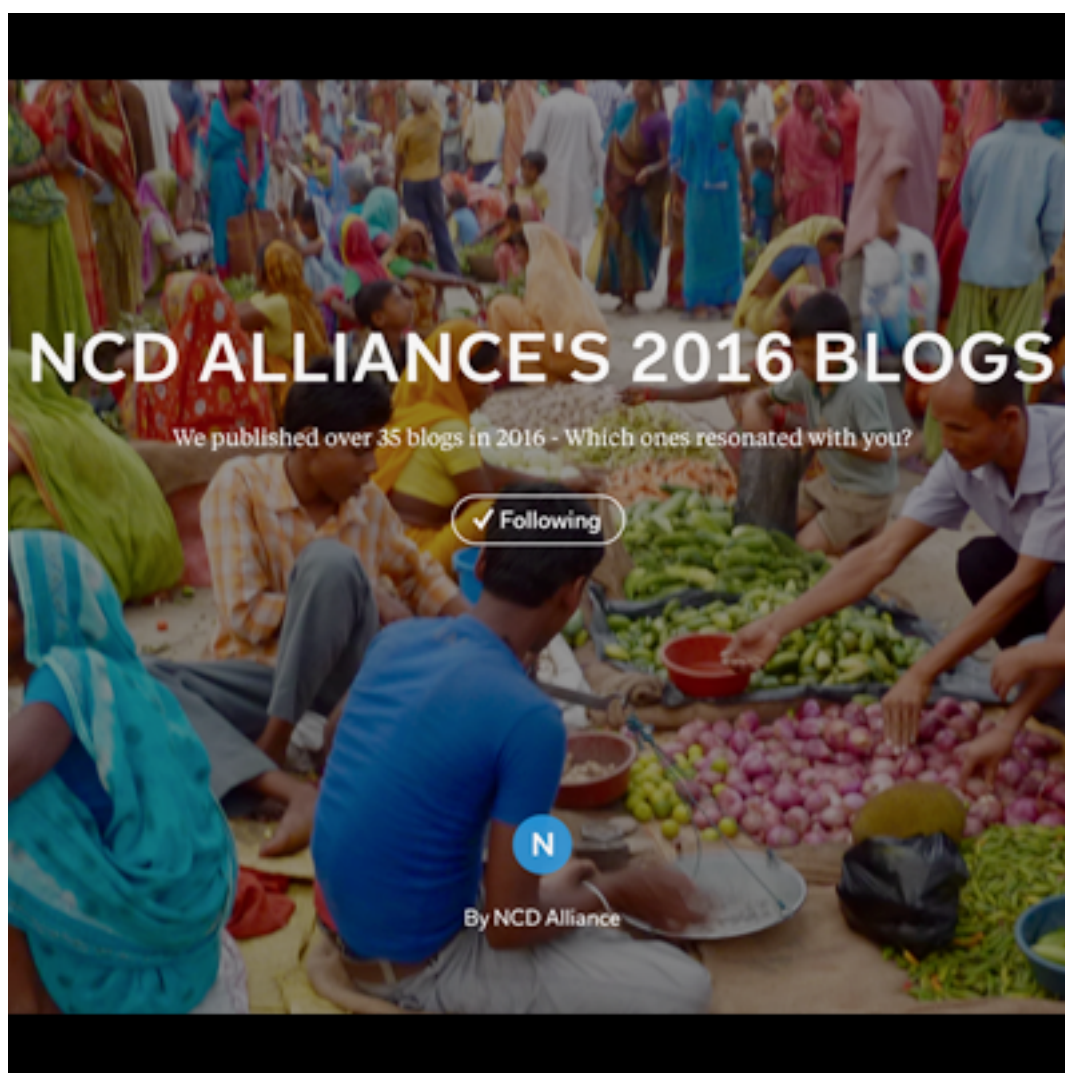 NCD ALLIANCE'S 2016 BLOGS
We published over 35 blogs in 2016 - Which ones resonated with you?
✓ Following
N
By NCD Alliance